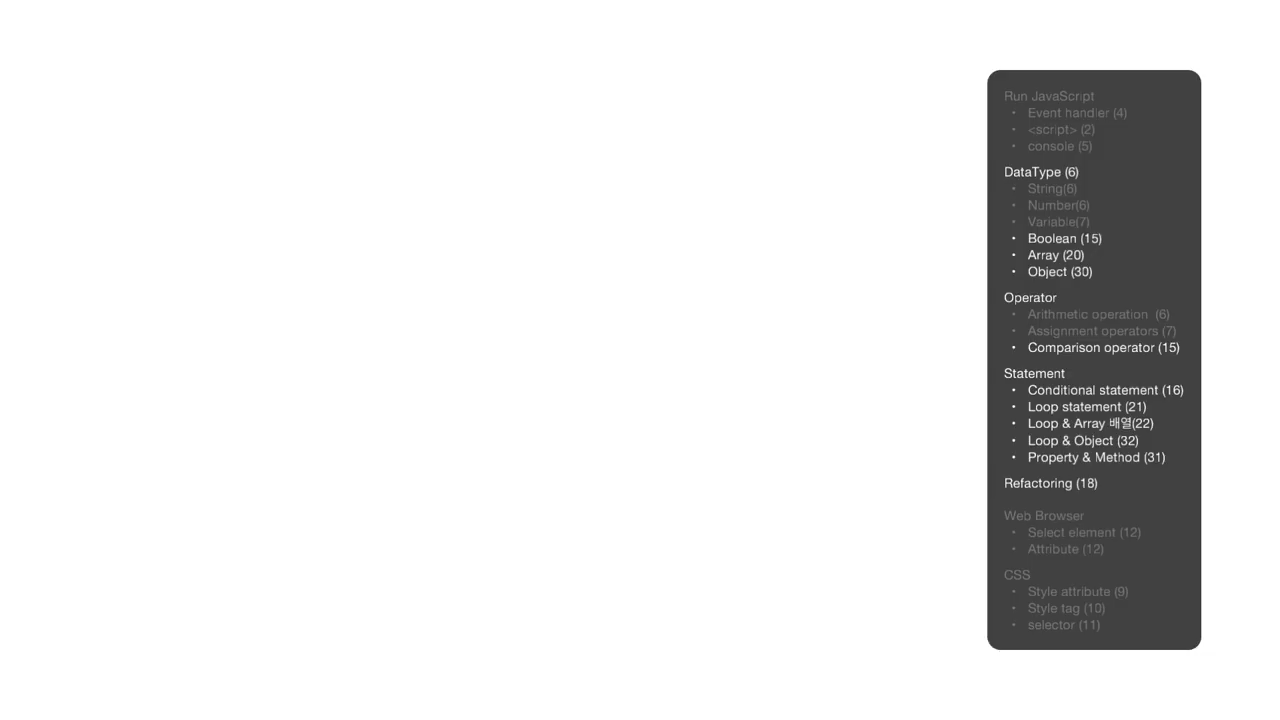 Run JavaScript
• Event handler (4)
• <script> (2)
• console (5)
DataType (6)
• String(6)
• Number(6)
• Variable(7)
• Boolean (15)
• Array (20)
• Object (30)
Operator
• Arithmetic operation (6)
• Assignment operators (7)
• Comparison operator (15)
Statement
• Conditional statement (16)
• Loop statement (21)
• Loop & Array 배열(22)
• Loop & Object (32)
• Property & Method (31)
Refactoring (18)
Web Browser
• Select element (12)
• Attribute (12)
CSS
• Style attribute (9)
• Style tag (10)
• selector (11)